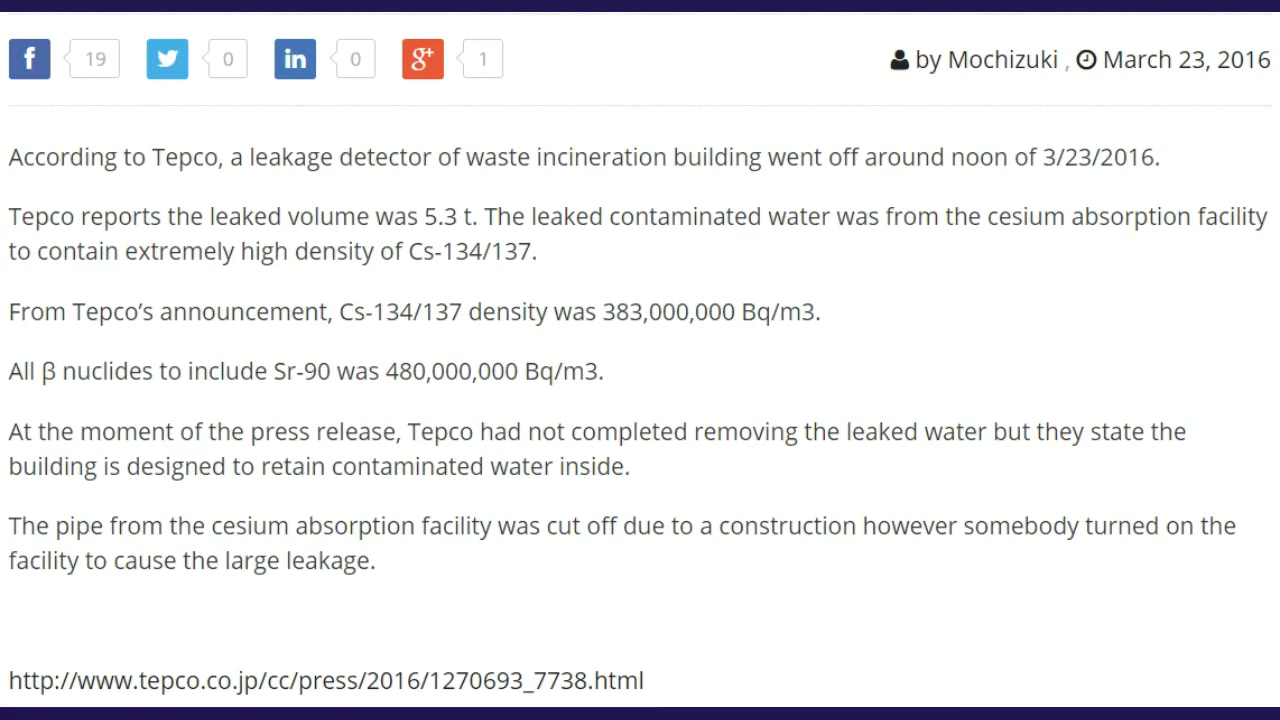 f 19 0 in 0 g+ 1 by Mochizuki , March 23, 2016
According to Tepco, a leakage detector of waste incineration building went off around noon of 3/23/2016.
Tepco reports the leaked volume was 5.3 t. The leaked contaminated water was from the cesium absorption facility
to contain extremely high density of Cs-134/137.
From Tepco’s announcement, Cs-134/137 density was 383,000,000 Bq/m3.
All β nuclides to include Sr-90 was 480,000,000 Bq/m3.
At the moment of the press release, Tepco had not completed removing the leaked water but they state the
building is designed to retain contaminated water inside.
The pipe from the cesium absorption facility was cut off due to a construction however somebody turned on the
facility to cause the large leakage.
http://www.tepco.co.jp/cc/press/2016/1270693_7738.html